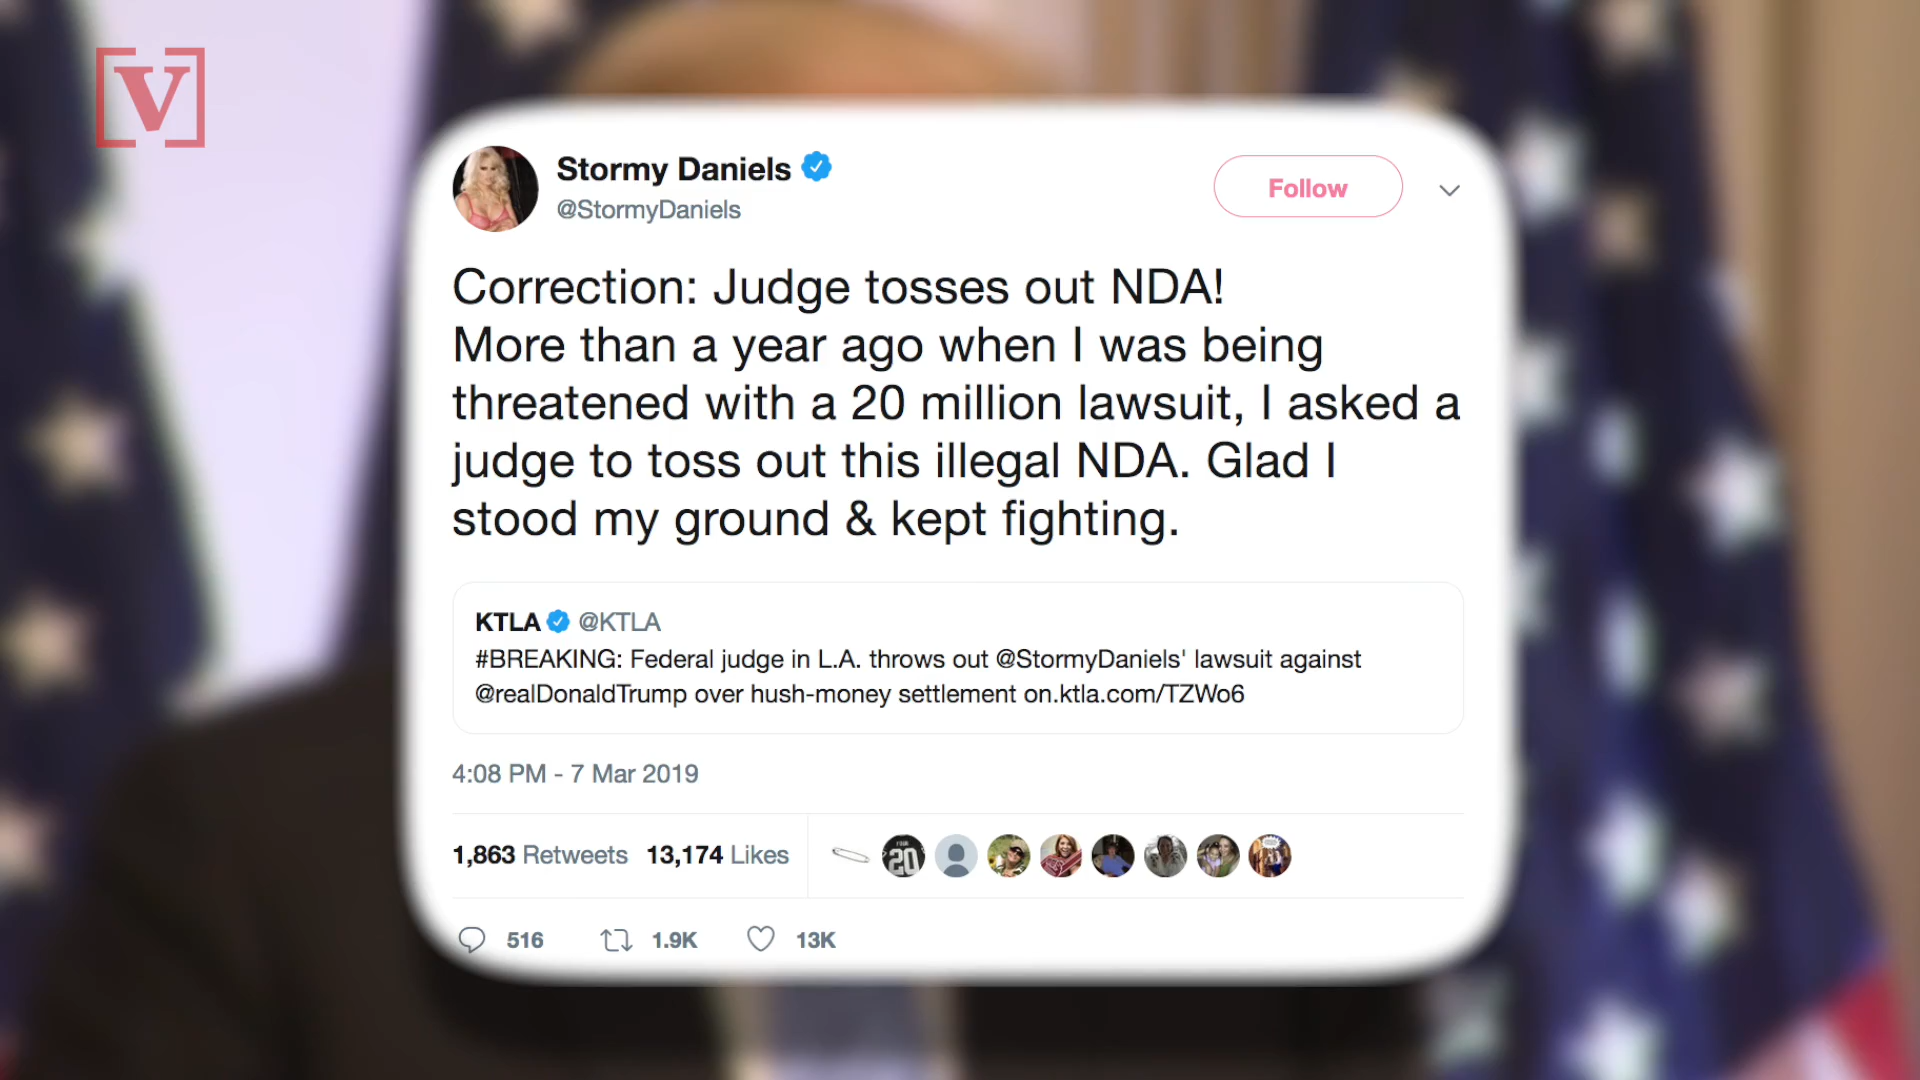 V
Stormy Daniels
@StormyDaniels
Follow
Correction: Judge tosses out NDA!
More than a year ago when I was being
threatened with a 20 million lawsuit, I asked a
judge to toss out this illegal NDA. Glad I
stood my ground & kept fighting.
KTLA @KTLA
#BREAKING: Federal judge in L.A. throws out @StormyDaniels' lawsuit against
@realDonaldTrump over hush-money settlement on.ktla.com/TZWo6
4:08 PM - 7 Mar 2019
1,863 Retweets 13,174 Likes
20
516 1.9K 13K